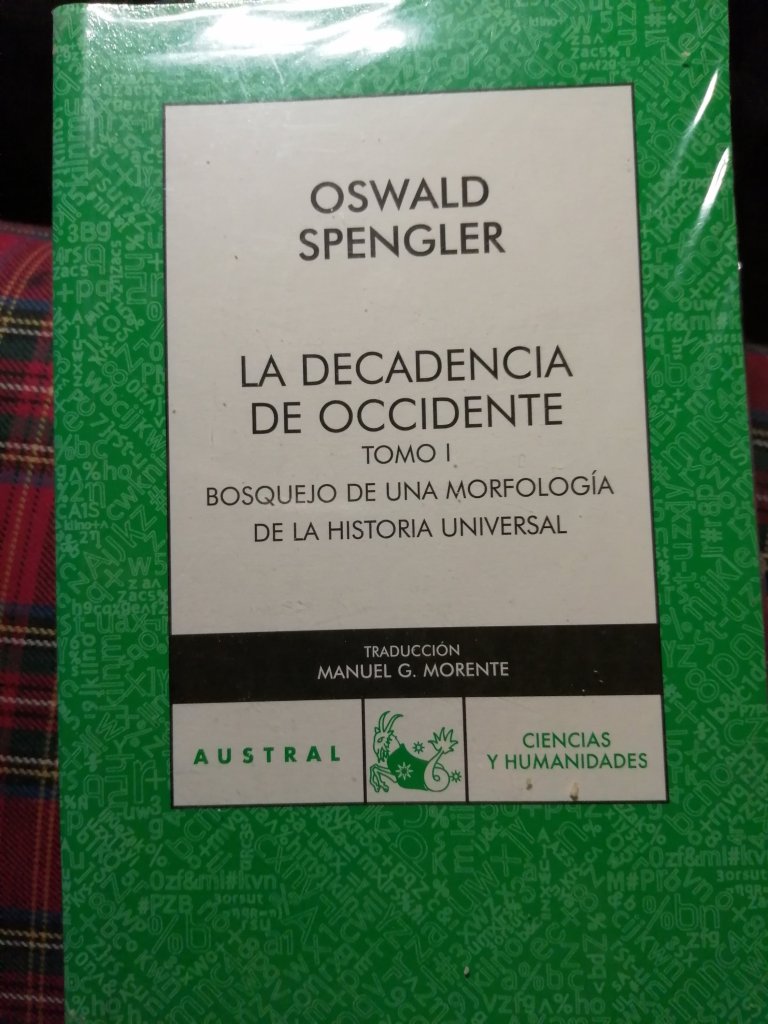 OSWALD
SPENGLER
LA DECADENCIA
DE OCCIDENTE
TOMO I
BOSQUEJO DE UNA MORFOLOGÍA
DE LA HISTORIA UNIVERSAL
TRADUCCIÓN
MANUEL G. MORENTE
AUSTRAL
CIENCIAS
Y HUMANIDADES